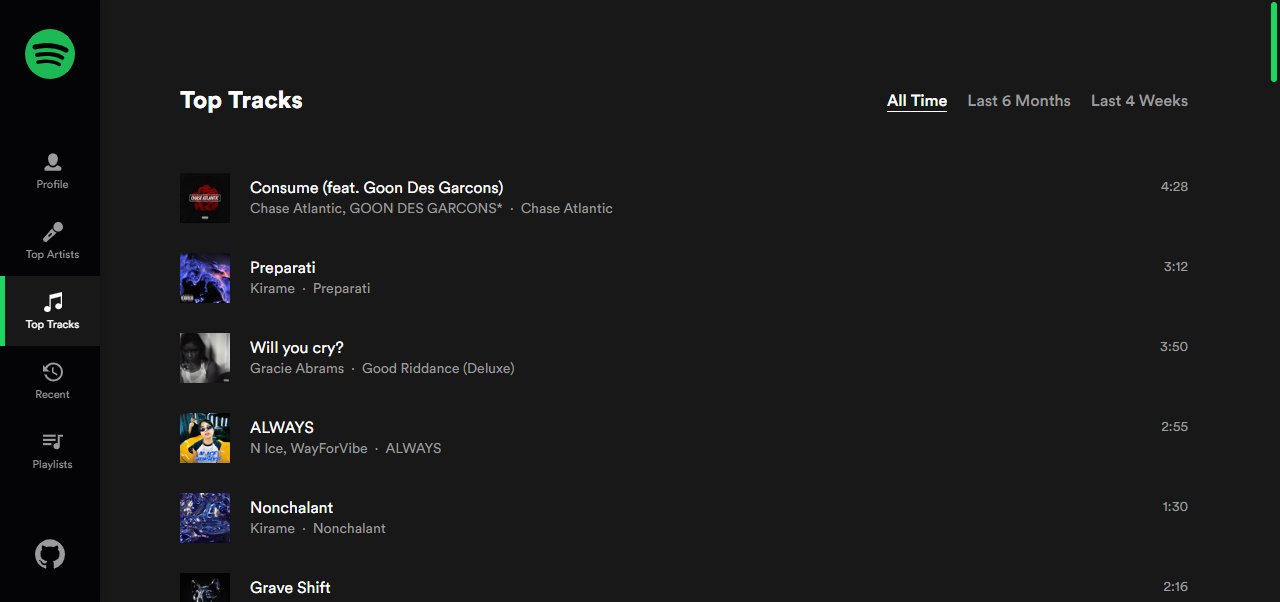 Top Tracks
All Time Last 6 Months Last 4 Weeks
Profile
Top Artists
Top Tracks
Recent
Playlists
Consume (feat. Goon Des Garcons) 4:28
Chase Atlantic, GOON DES GARCONS* · Chase Atlantic
Preparati 3:12
Kirame · Preparati
Will you cry? 3:50
Gracie Abrams · Good Riddance (Deluxe)
ALWAYS 2:55
N Ice, WayForVibe · ALWAYS
Nonchalant 1:30
Kirame · Nonchalant
Grave Shift 2:16